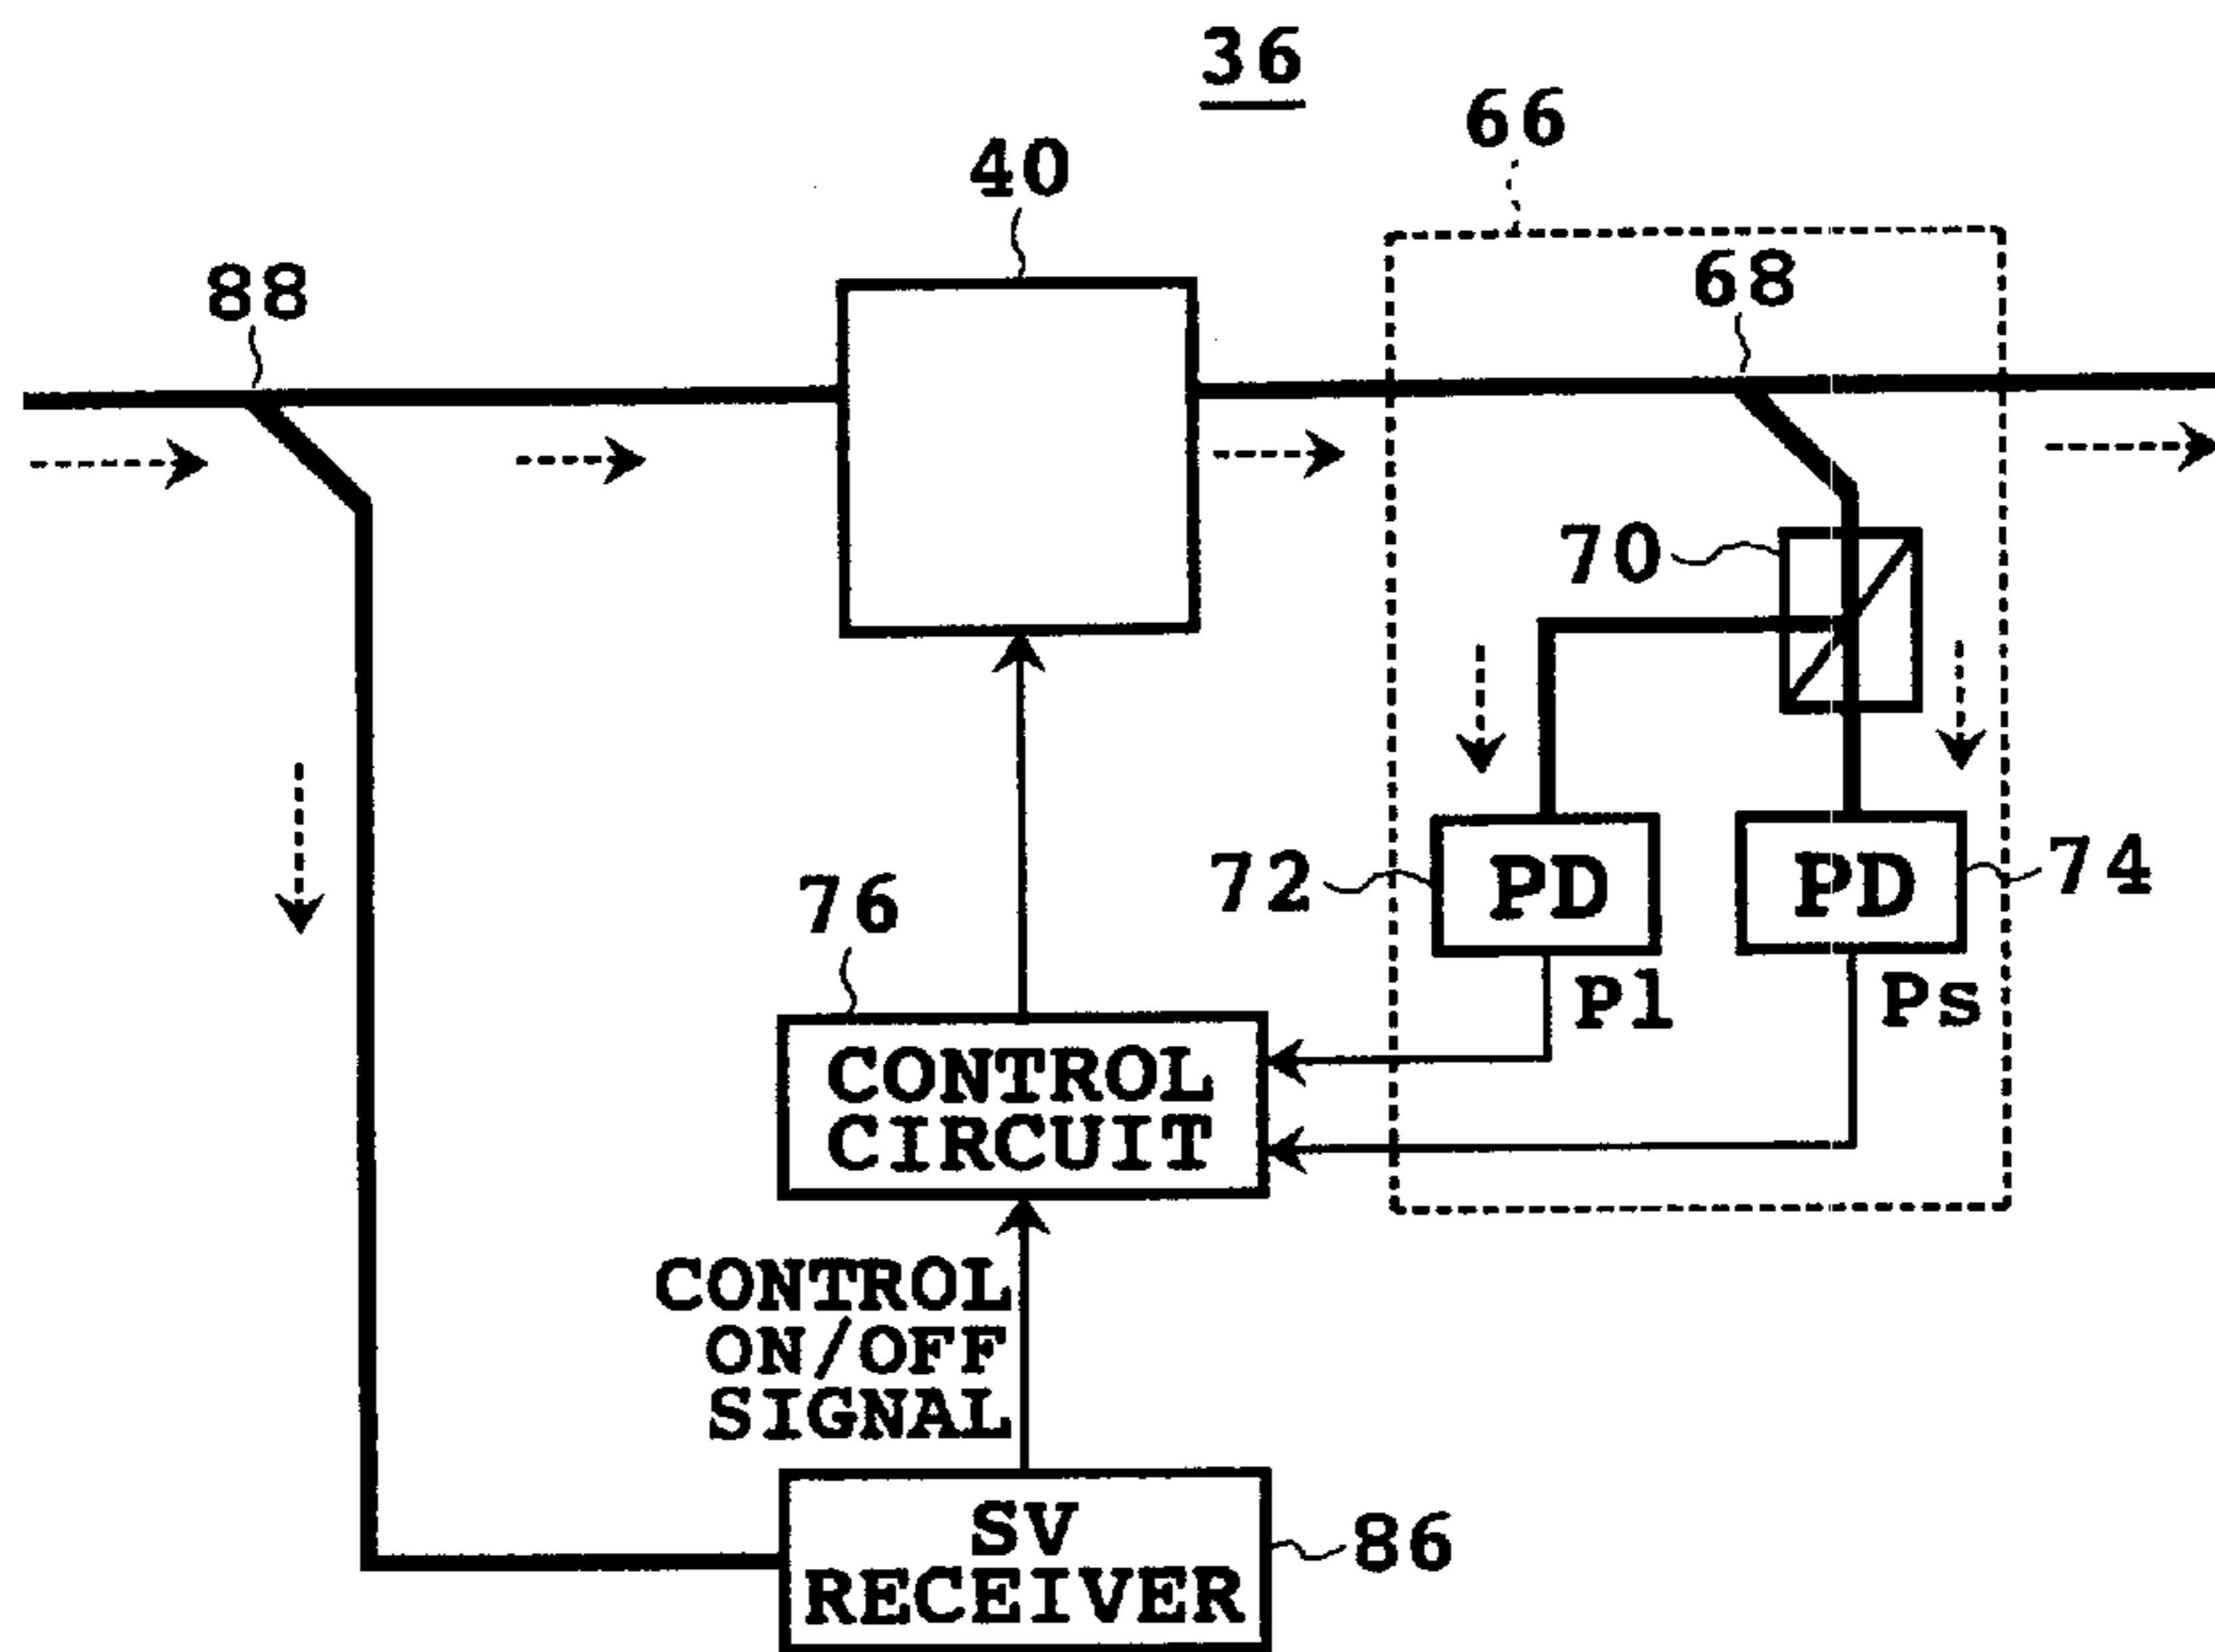 36
66
40
68
88
70
72
PD
PD
74
76
Pl
Ps
CONTROL
CIRCUIT
CONTROL
ON/OFF
SIGNAL
SV
RECEIVER
86